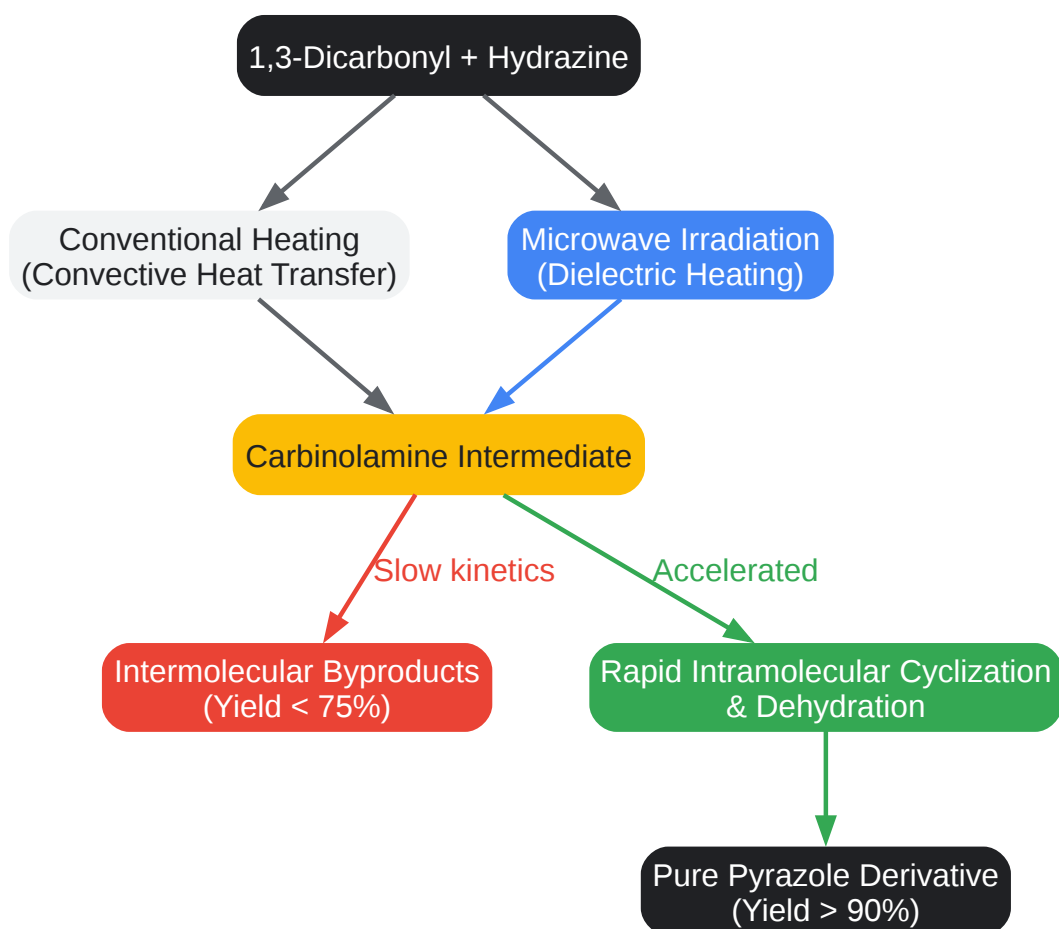 1,3-Dicarbonyl + Hydrazine
Conventional Heating
(Convective Heat Transfer)
Microwave Irradiation
(Dielectric Heating)
Carbinolamine Intermediate
Slow kinetics
Accelerated
Intermolecular Byproducts
(Yield < 75%)
Rapid Intramolecular Cyclization
& Dehydration
Pure Pyrazole Derivative
(Yield > 90%)